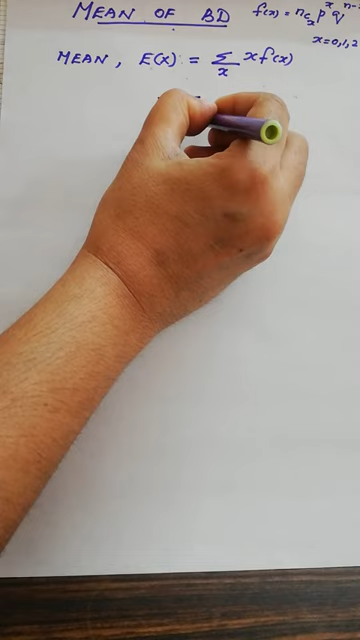 MEAN OF BD f(x) = nCx p^x q^n-
x=0,1,2
MEAN, E(x) = Σx x f(x)